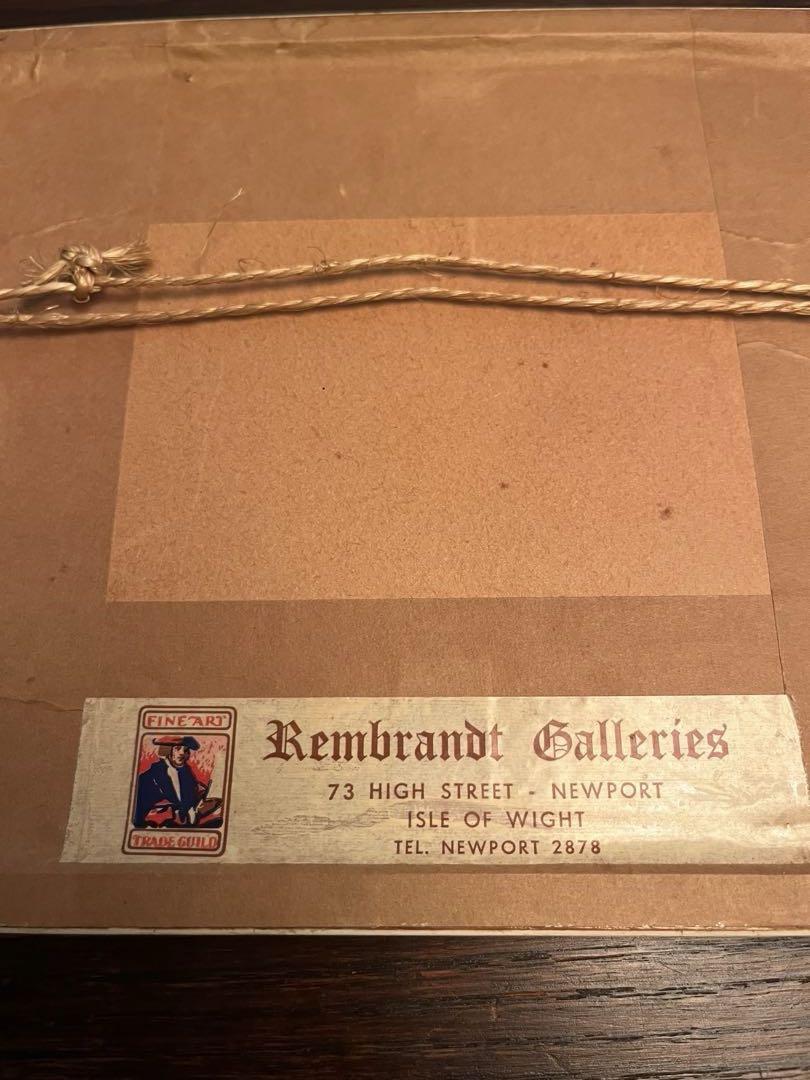 FINE ART
TRADE GUILD
Rembrandt Galleries
73 HIGH STREET - NEWPORT
ISLE OF WIGHT
TEL. NEWPORT 2878